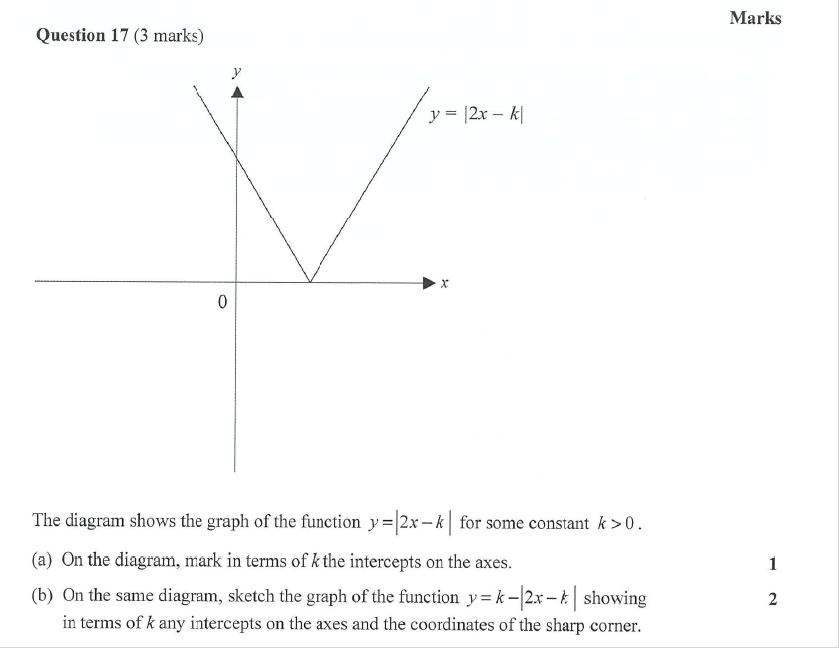 Marks
Question 17 (3 marks)
y
y = |2x – k|
x
0
The diagram shows the graph of the function y=|2x–k| for some constant k>0.
(a) On the diagram, mark in terms of k the intercepts on the axes. 1
(b) On the same diagram, sketch the graph of the function y=k–|2x–k| showing 2
in terms of k any intercepts on the axes and the coordinates of the sharp corner.